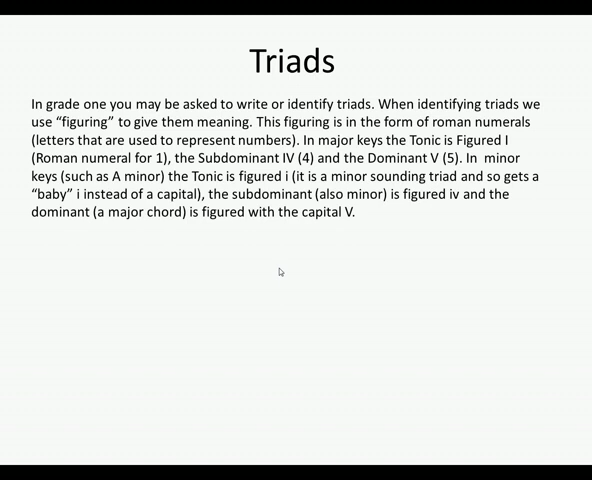 Triads
In grade one you may be asked to write or identify triads. When identifying triads we
use “figuring” to give them meaning. This figuring is in the form of roman numerals
(letters that are used to represent numbers). In major keys the Tonic is Figured I
(Roman numeral for 1), the Subdominant IV (4) and the Dominant V (5). In  minor
keys (such as A minor) the Tonic is figured i (it is a minor sounding triad and so gets a
“baby” i instead of a capital), the subdominant (also minor) is figured iv and the
dominant (a major chord) is figured with the capital V.